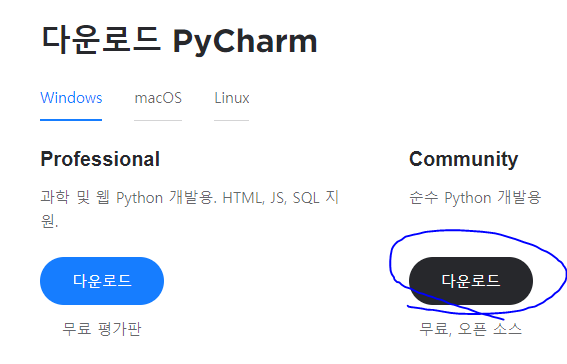 다운로드 PyCharm
Windows macOS Linux
Professional
과학 및 웹 Python 개발용. HTML, JS, SQL 지
원.
다운로드
무료 평가판
Community
순수 Python 개발용
다운로드
무료, 오픈 소스